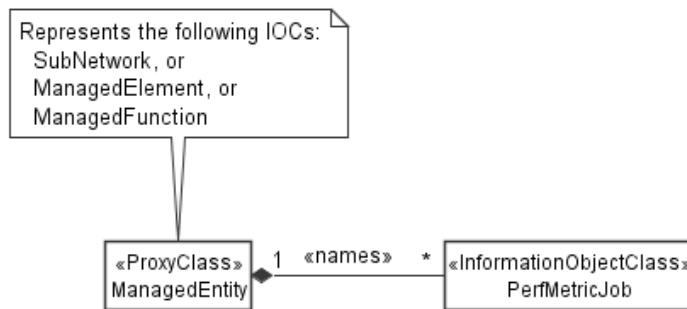 Represents the following IOCs:
SubNetwork, or
ManagedElement, or
ManagedFunction
«ProxyClass»
ManagedEntity
1 «names» *
«InformationObjectClass»
PerfMetricJob